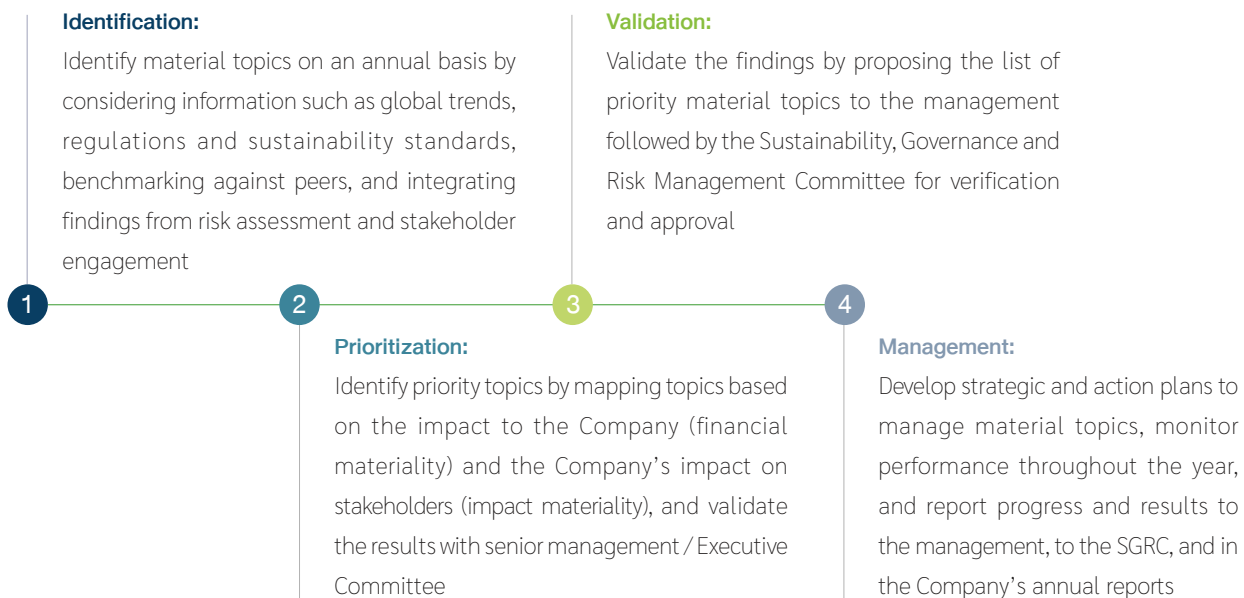 Identification:
Identify material topics on an annual basis by
considering information such as global trends,
regulations and sustainability standards,
benchmarking against peers, and integrating
findings from risk assessment and stakeholder
engagement
Validation:
Validate the findings by proposing the list of
priority material topics to the management
followed by the Sustainability, Governance and
Risk Management Committee for verification
and approval
1
2
3
4
Prioritization:
Identify priority topics by mapping topics based
on the impact to the Company (financial
materiality) and the Company's impact on
stakeholders (impact materiality), and validate
the results with senior management / Executive
Committee
Management:
Develop strategic and action plans to
manage material topics, monitor
performance throughout the year,
and report progress and results to
the management, to the SGRC, and in
the Company's annual reports